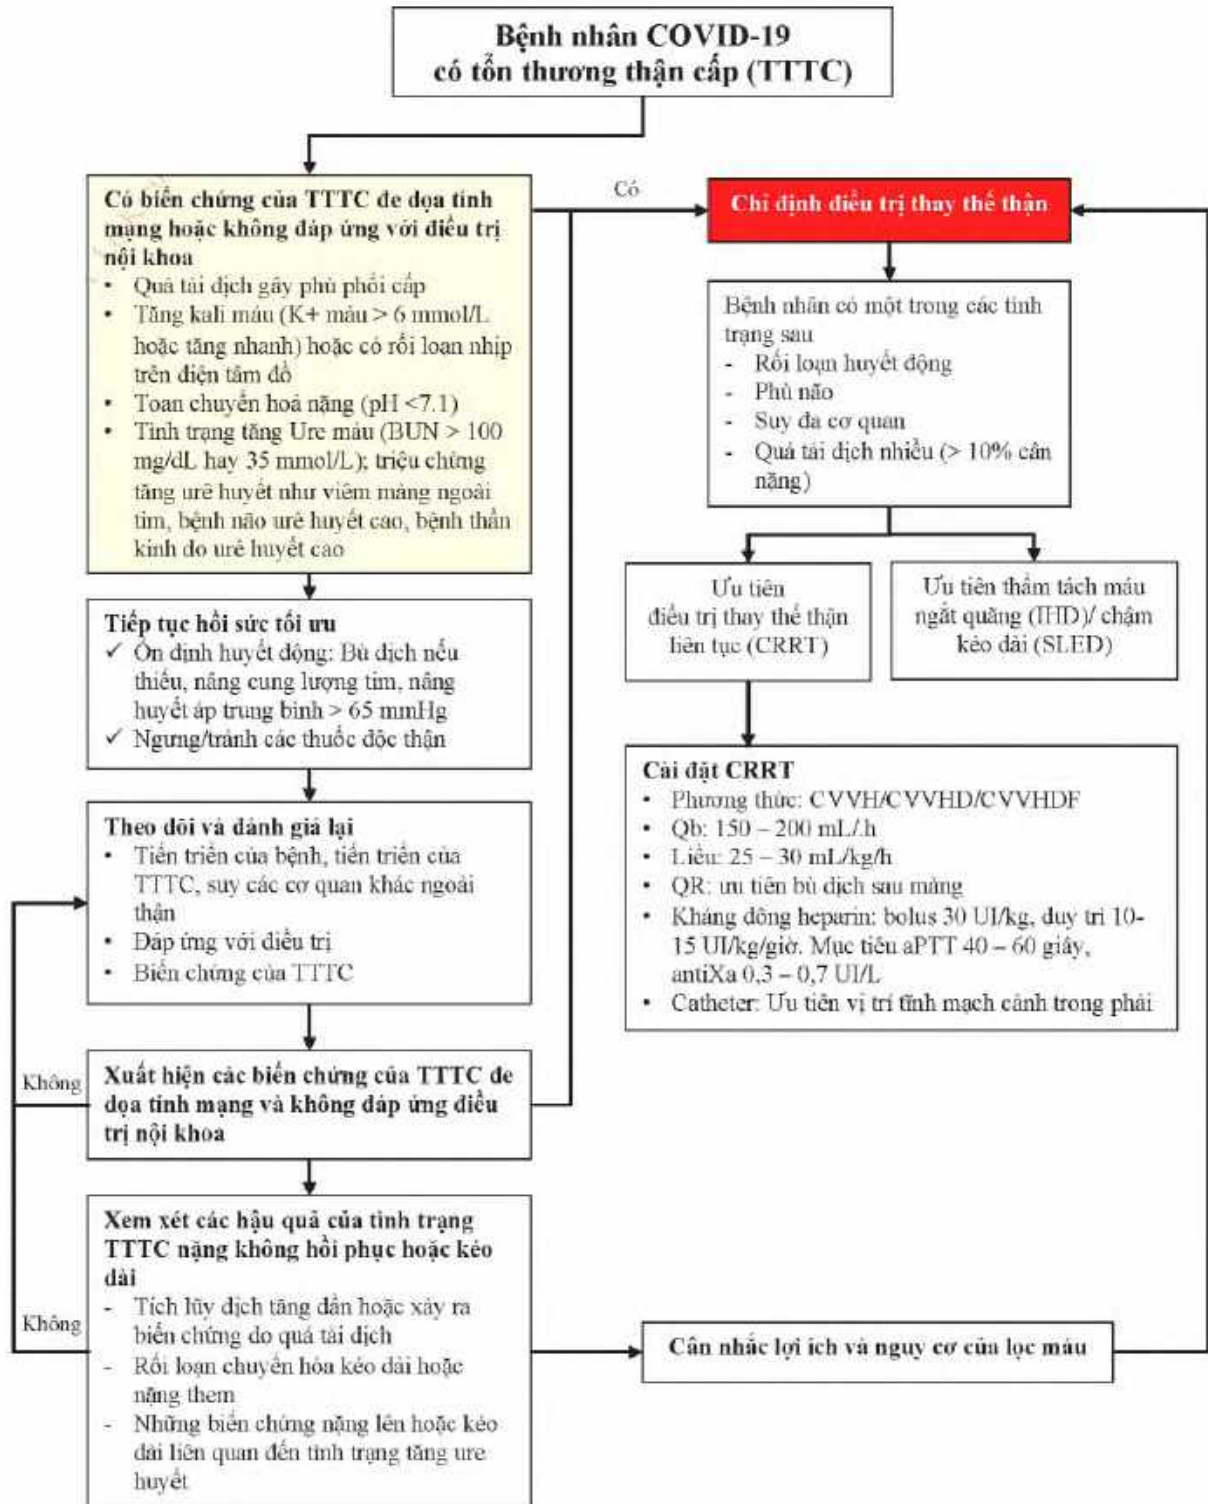 Bệnh nhân COVID-19
có tổn thương thận cấp (TTTC)
Có biến chứng của TTTC đe dọa tính
mạng hoặc không đáp ứng với điều trị
nội khoa
• Quá tải dịch gây phù phổi cấp
• Tăng kali máu (K+ máu > 6 mmol/L
hoặc tăng nhanh) hoặc có rối loạn nhịp
trên điện tâm đồ
• Toan chuyển hoá nặng (pH <7.1)
• Tình trạng tăng Ure máu (BUN > 100
mg/dL hay 35 mmol/L); triệu chứng
tăng urê huyết như viêm màng ngoài
tim, bệnh não urê huyết cao, bệnh thần
kinh do urê huyết cao
Có
Chỉ định điều trị thay thế thận
Bệnh nhân có một trong các tình
trạng sau
- Rối loạn huyết động
- Phù não
- Suy đa cơ quan
- Quá tải dịch nhiều (> 10% cân
nặng)
Ưu tiên
điều trị thay thế thận
liên tục (CRRT)
Ưu tiên thẩm tách máu
ngắt quãng (IHD)/ chậm
kéo dài (SLED)
Tiếp tục hồi sức tối ưu
✓ Ổn định huyết động: Bù dịch nếu
thiếu, nâng cung lượng tim, nâng
huyết áp trung bình > 65 mmHg
✓ Ngưng/tránh các thuốc độc thận
Cài đặt CRRT
• Phương thức: CVVH/CVVHD/CVVHDF
• Qb: 150 – 200 mL/.h
• Liều: 25 – 30 mL/kg/h
• QR: ưu tiên bù dịch sau màng
• Kháng đông heparin: bolus 30 UI/kg, duy trì 10-
15 UI/kg/giờ. Mục tiêu aPTT 40 – 60 giây,
antiXa 0,3 – 0,7 UI/L
• Catheter: Ưu tiên vị trí tĩnh mạch cảnh trong phải
Theo dõi và đánh giá lại
• Tiến triển của bệnh, tiến triển của
TTTC, suy các cơ quan khác ngoài
thận
• Đáp ứng với điều trị
• Biến chứng của TTTC
Không
Xuất hiện các biến chứng của TTTC đe
dọa tính mạng và không đáp ứng điều
trị nội khoa
Xem xét các hậu quả của tình trạng
TTTC nặng không hồi phục hoặc kéo
dài
- Tích lũy dịch tăng dần hoặc xảy ra
biến chứng do quá tải dịch
- Rối loạn chuyển hóa kéo dài hoặc
nặng them
- Những biến chứng nặng lên hoặc kéo
dài liên quan đến tình trạng tăng ure
huyết
Không
Cân nhắc lợi ích và nguy cơ của lọc máu